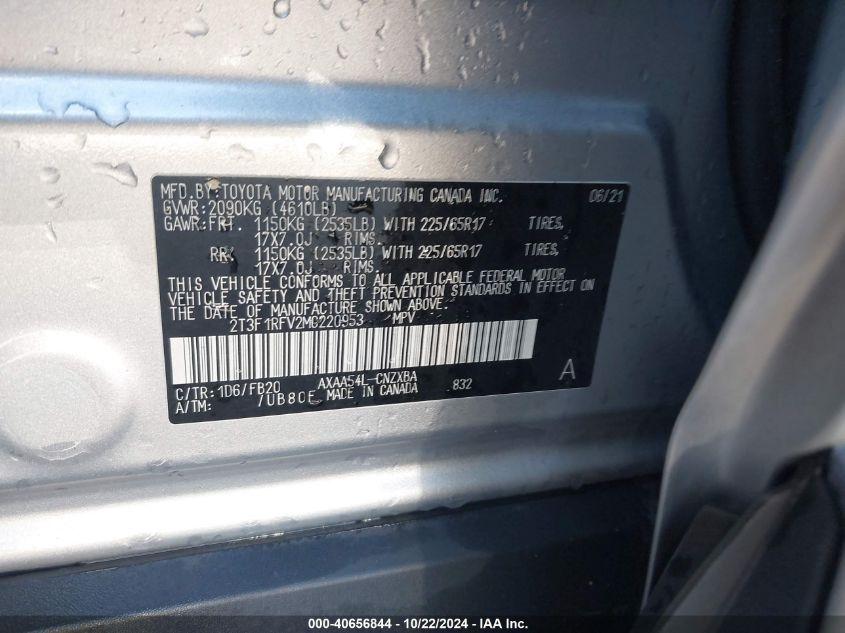 MFD. BY: TOYOTA MOTOR MANUFACTURING CANADA INC. 06/21
GVWR: 2090KG (4610LB)
GAWR: FRT. 1150KG (2535LB) WITH 225/65R17 TIRES,
17X7.0J RIMS.
RR. 1150KG (2535LB) WITH 225/65R17 TIRES,
17X7.0J RIMS.
THIS VEHICLE CONFORMS TO ALL APPLICABLE FEDERAL MOTOR
VEHICLE SAFETY AND THEFT PREVENTION STANDARDS IN EFFECT ON
THE DATE OF MANUFACTURE SHOWN ABOVE.
2T3F1RFV2MC220953 MPV
C/TR: 1D6/FB20 AXAA54L-CNZXBA 832 A
A/TM: /UB80E MADE IN CANADA
000-40656844 - 10/22/2024 - IAAI.com